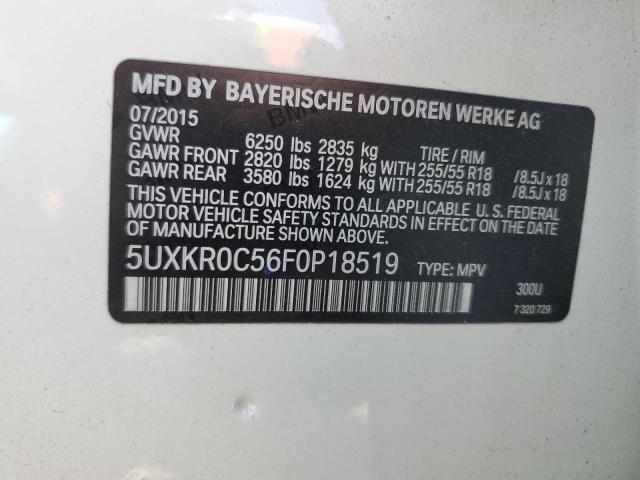 MFD BY BAYERISCHE MOTOREN WERKE AG
07/2015
GVWR 6250 lbs 2835 kg TIRE / RIM
GAWR FRONT 2820 lbs 1279 kg WITH 255/55 R18 /8.5J x 18
GAWR REAR 3580 lbs 1624 kg WITH 255/55 R18 /8.5J x 18
THIS VEHICLE CONFORMS TO ALL APPLICABLE U. S. FEDERAL
MOTOR VEHICLE SAFETY STANDARDS IN EFFECT ON THE DATE
OF MANUFACTURE SHOWN ABOVE.
5UXKR0C56F0P18519 TYPE: MPV 300U
7 320 729